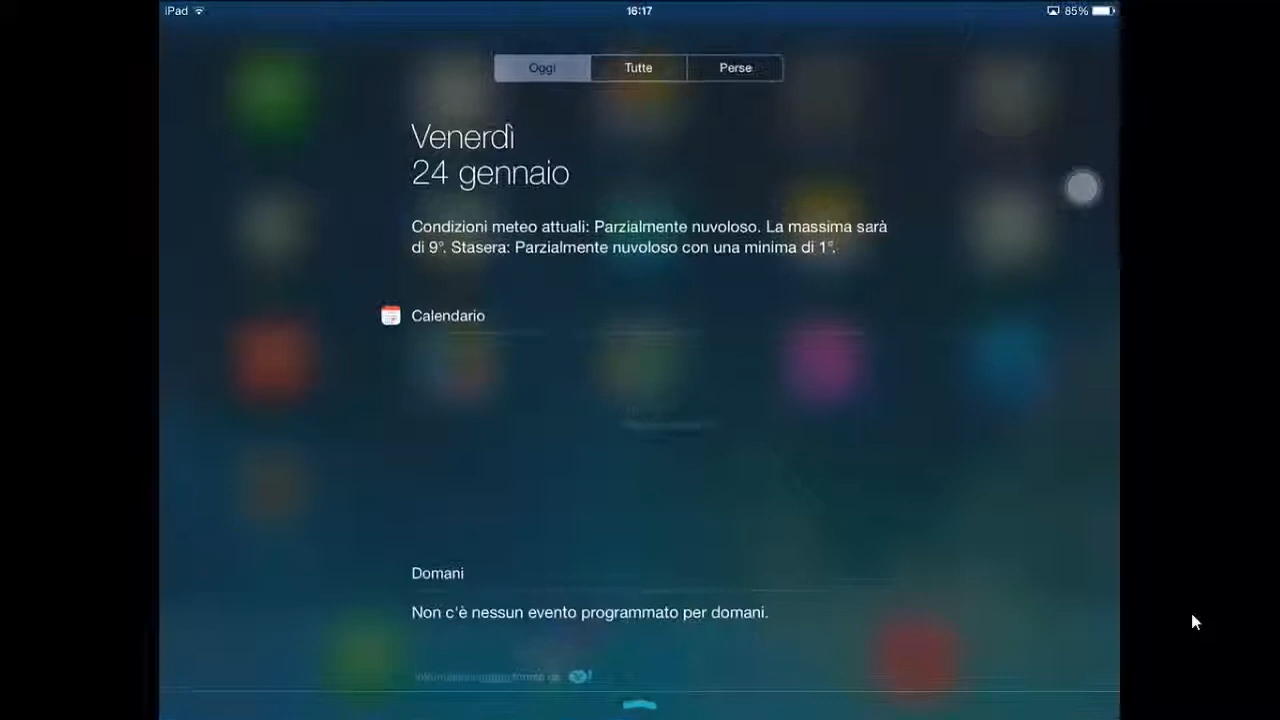 iPad
16:17
85%
Oggi
Tutte
Perse
Venerdì
24 gennaio
Condizioni meteo attuali: Parzialmente nuvoloso. La massima sarà
di 9°. Stasera: Parzialmente nuvoloso con una minima di 1°.
Calendario
Domani
Non c'è nessun evento programmato per domani.